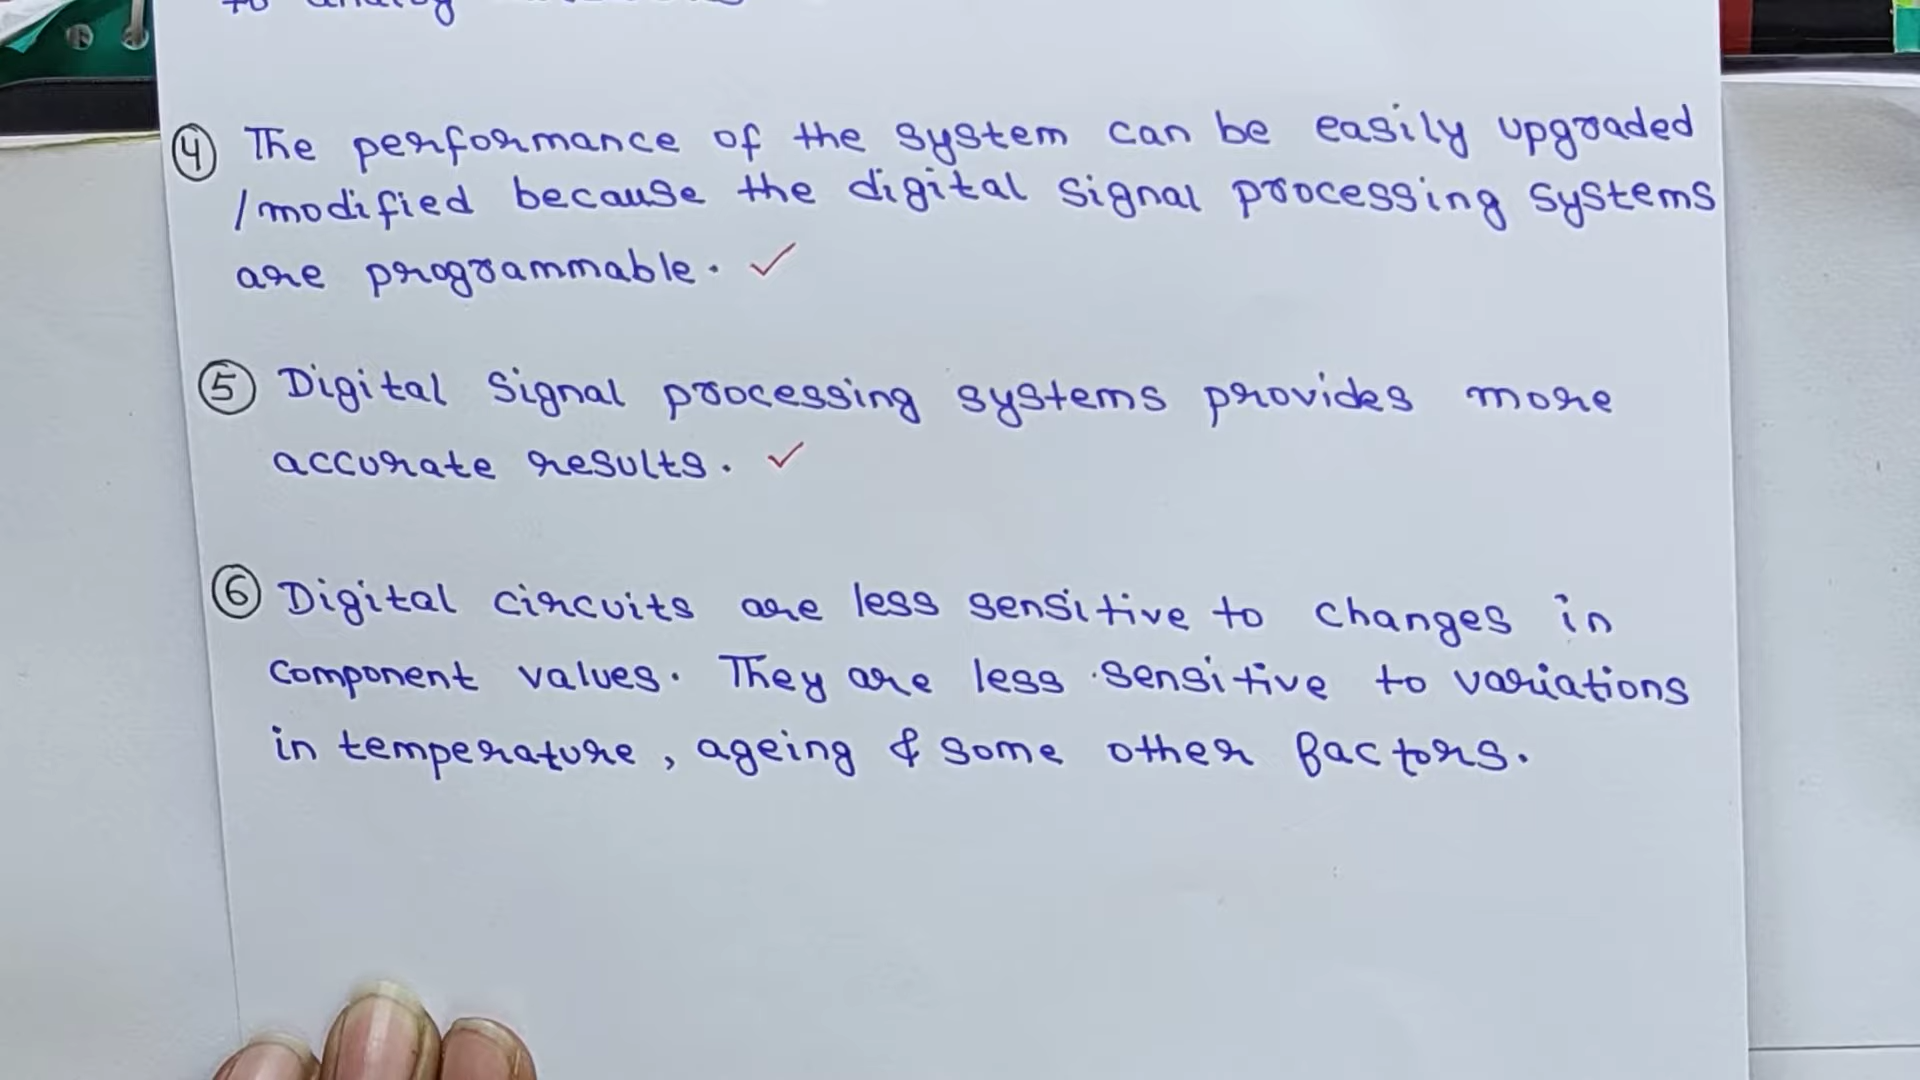 to analog
④ The performance of the system can be easily upgraded
/modified because the digital signal processing systems
are programmable. ✓
⑤ Digital Signal processing systems provides more
accurate results. ✓
⑥ Digital circuits are less sensitive to changes in
component values. They are less sensitive to variations
in temperature, ageing & some other factors.